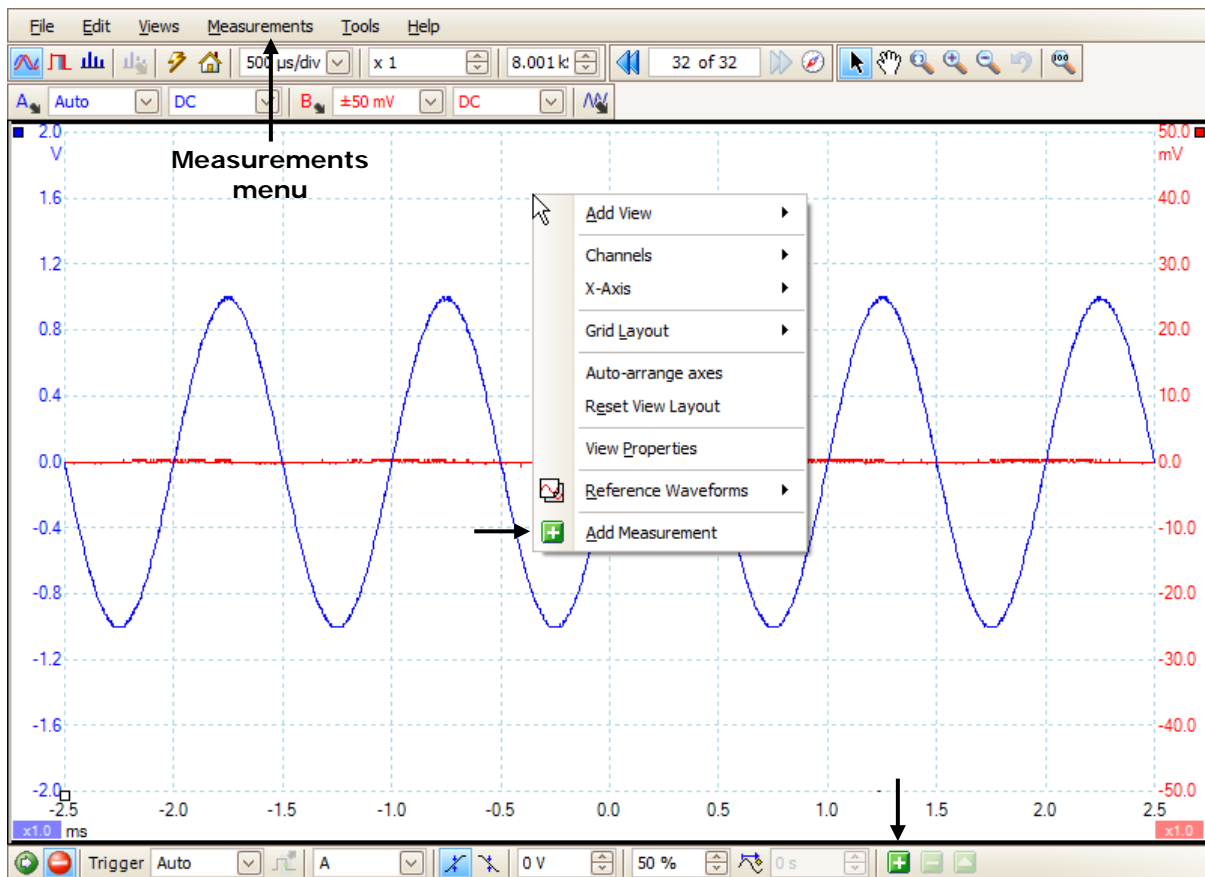 File Edit Views Measurements Tools Help
500 µs/div x 1 8.001 k 32 of 32
A Auto DC B ±50 mV DC
2.0 50.0
V mV
Measurements
menu
1.6 40.0
Add View
Channels
1.2 30.0
X-Axis
0.8 20.0
Grid Layout
Auto-arrange axes
0.4 10.0
Reset View Layout
View Properties
0.0 0.0
Reference Waveforms
-0.4 -10.0
Add Measurement
-0.8 -20.0
-1.2 -30.0
-1.6 -40.0
-2.0 -50.0
-2.5 -2.0 -1.5 -1.0 -0.5 0.0 0.5 1.0 1.5 2.0 2.5
x1.0 ms x1.0
Trigger Auto A 0 V 50 % 0 s